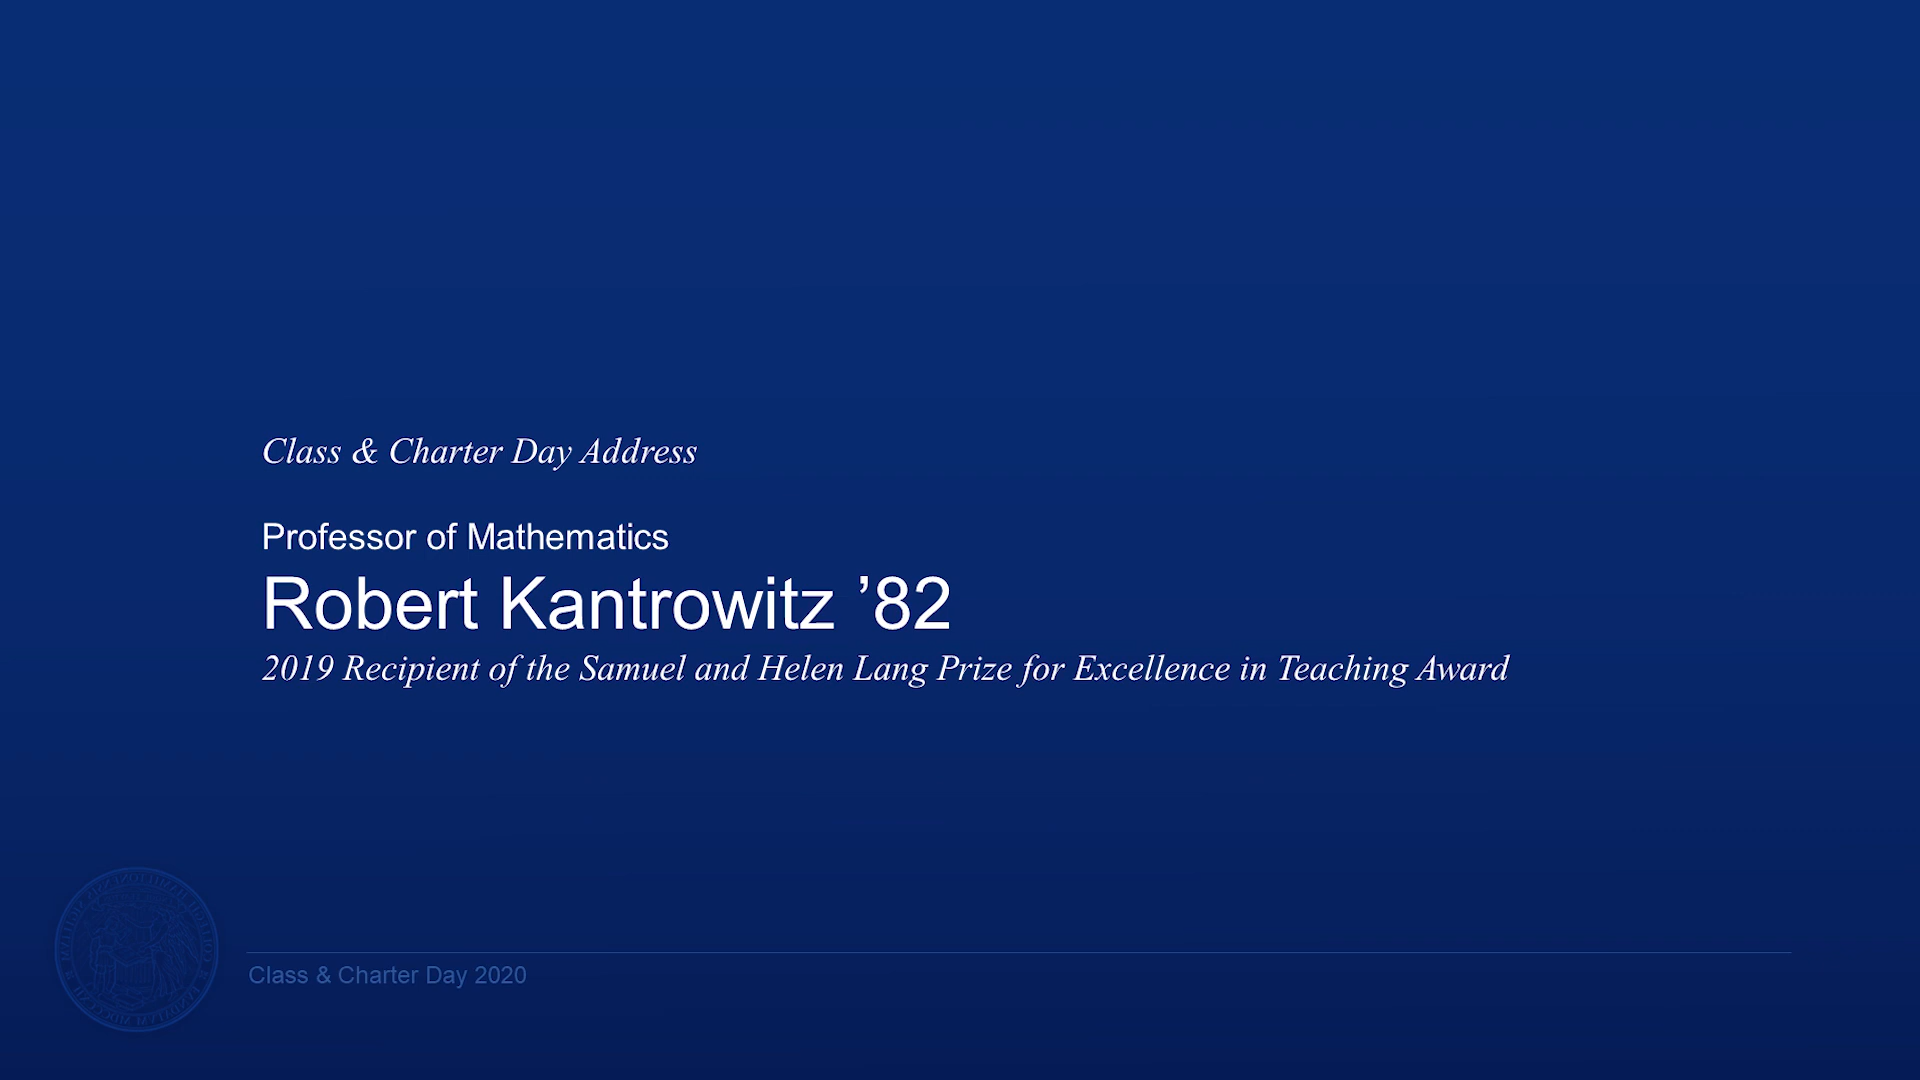 Class & Charter Day Address
Professor of Mathematics
Robert Kantrowitz ’82
2019 Recipient of the Samuel and Helen Lang Prize for Excellence in Teaching Award
Class & Charter Day 2020